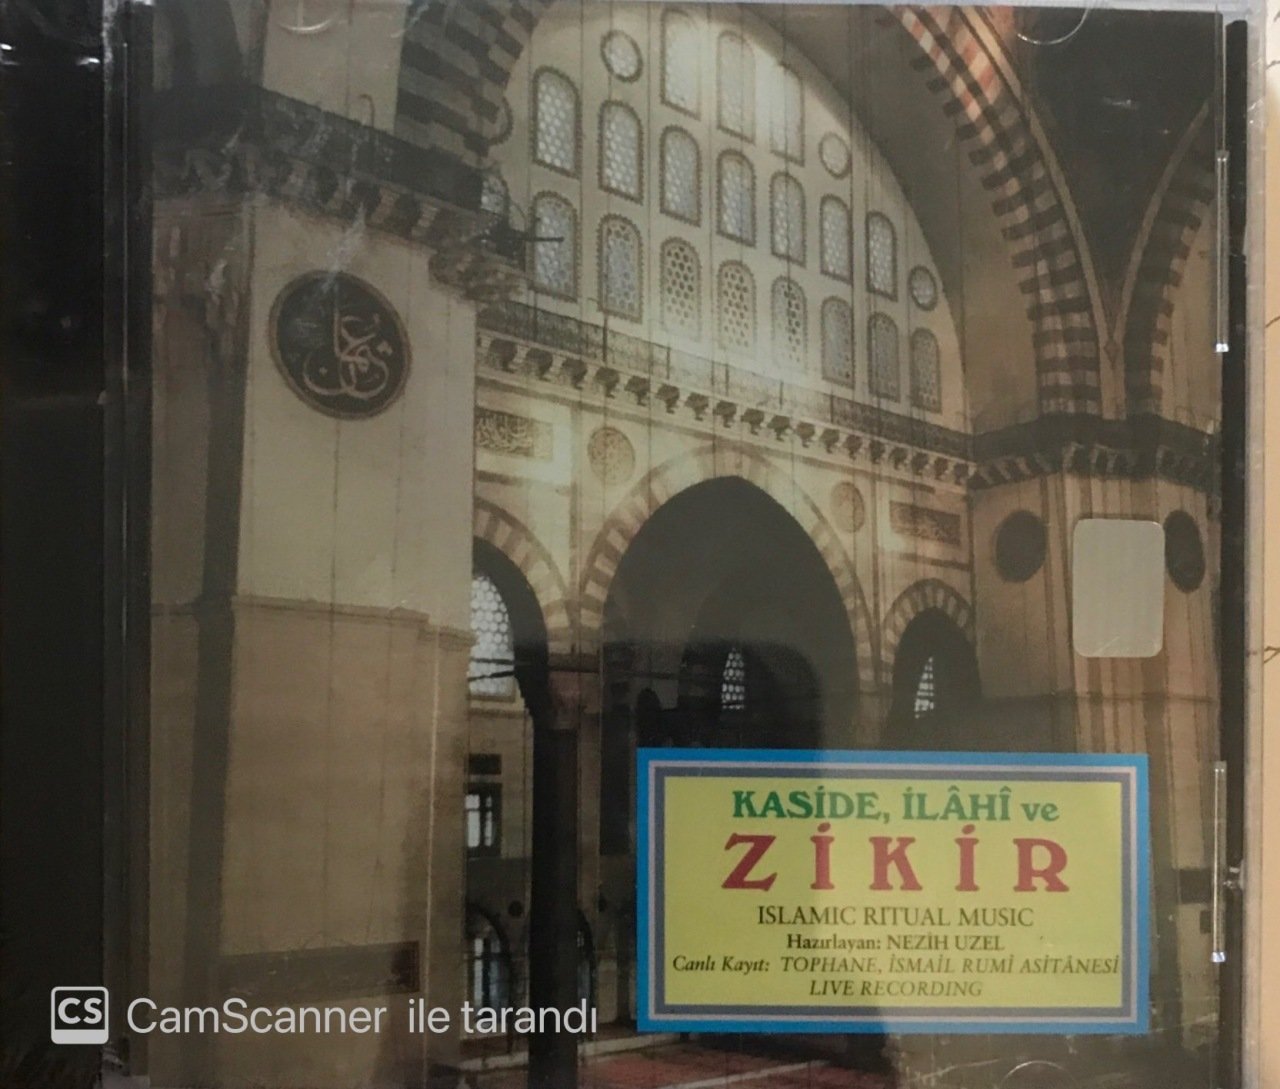 KASİDE, İLÂHÎ ve
ZİKİR
ISLAMIC RITUAL MUSIC
Hazırlayan: NEZİH UZEL
Canlı Kayıt: TOPHANE, İSMAİL RUMÎ ASİTÂNESİ
LIVE RECORDING
CS CamScanner ile tarandı